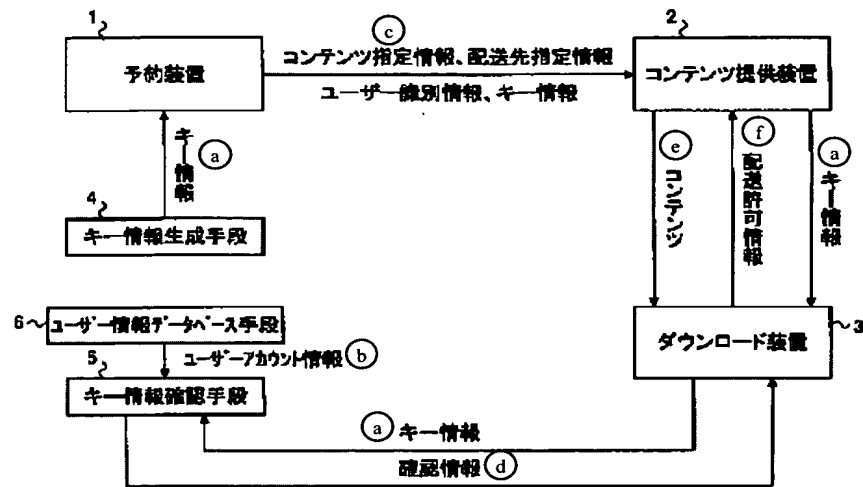 1
予約装置
c
コンテンツ指定情報、配送先指定情報
ユーザー識別情報、キー情報
2
コンテンツ提供装置
キー情報
a
4
キー情報生成手段
e
コンテンツ
f
配送許可情報
a
キー情報
6
ユーザー情報データベース手段
ユーザーアカウント情報
b
5
キー情報確認手段
ダウンロード装置
3
a
キー情報
確認情報
d